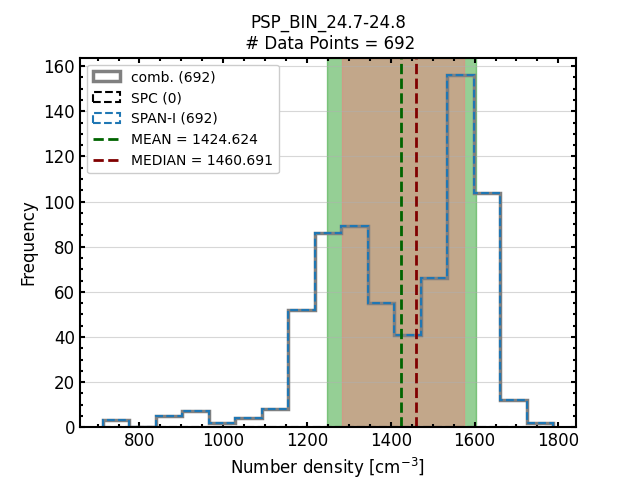 PSP_BIN_24.7-24.8
# Data Points = 692
comb. (692)
SPC (0)
SPAN-I (692)
MEAN = 1424.624
MEDIAN = 1460.691
Frequency
160
140
120
100
80
60
40
20
0
800 1000 1200 1400 1600 1800
Number density [cm⁻³]